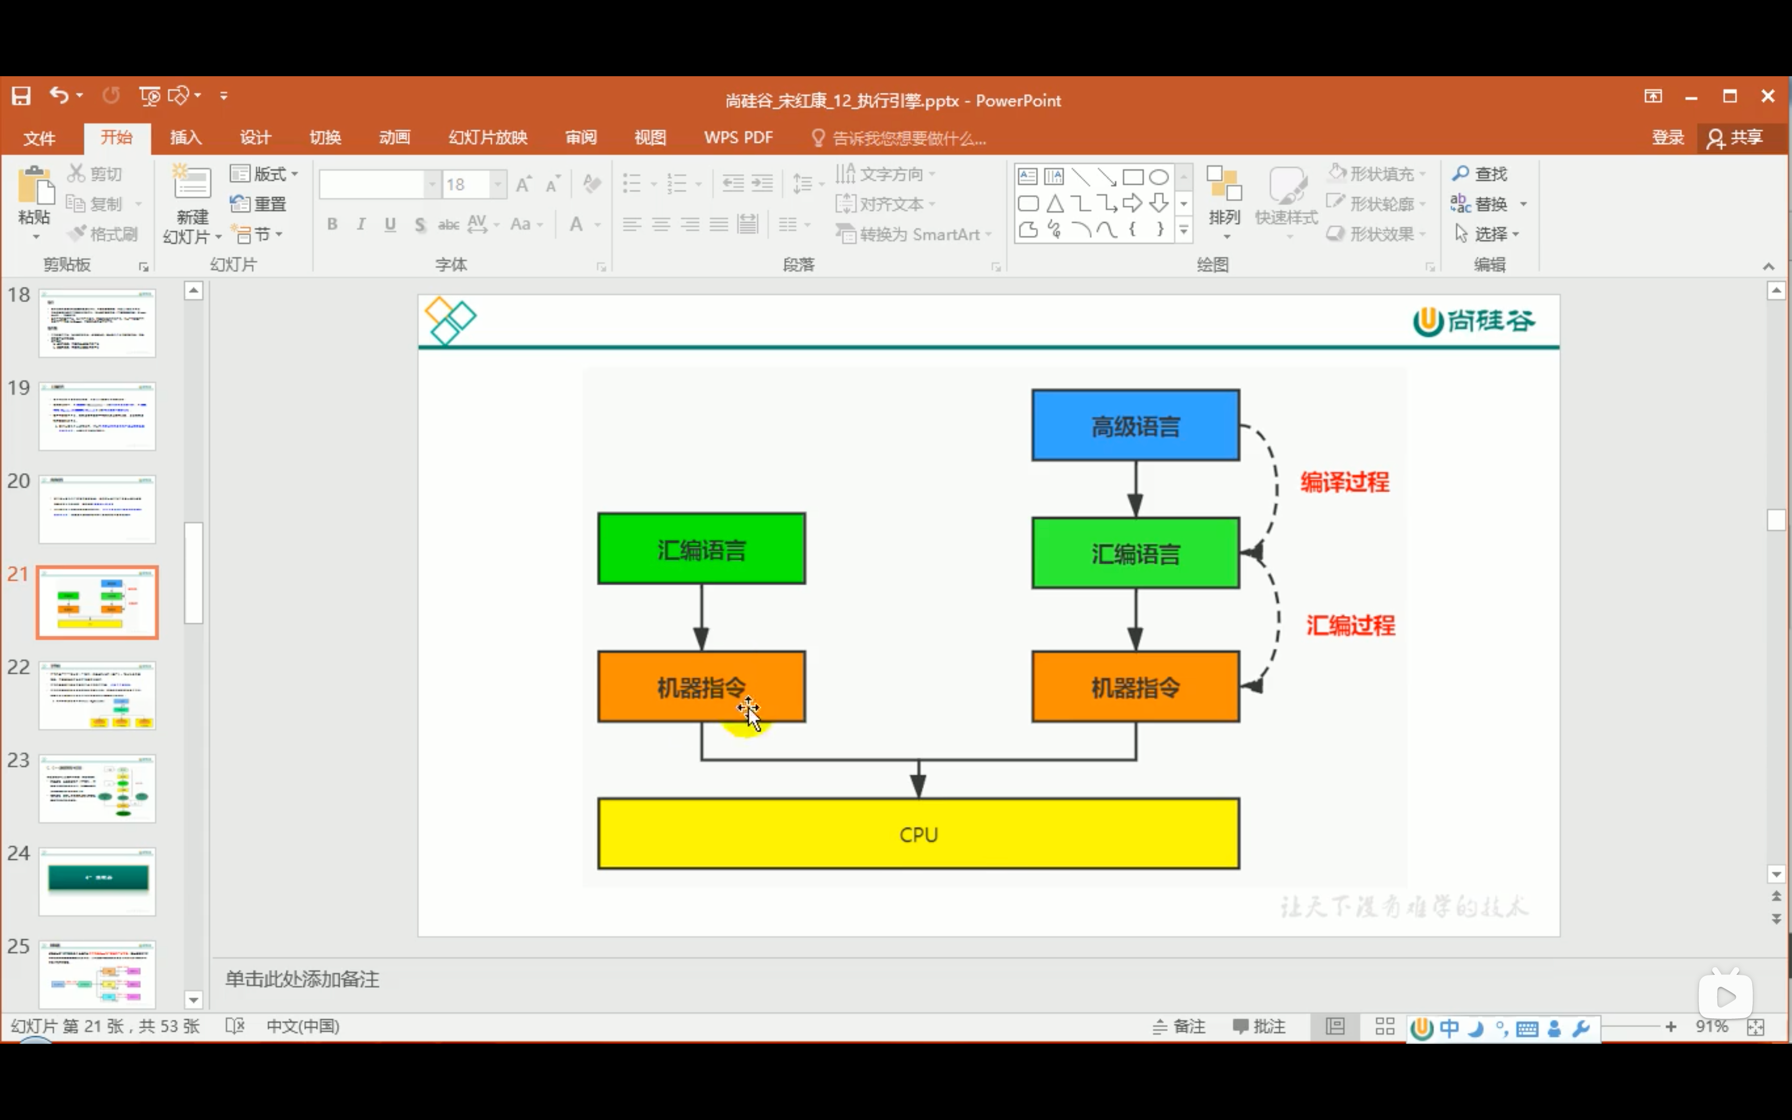 尚硅谷_宋红康_12_执行引擎.pptx - PowerPoint
文件 开始 插入 设计 切换 动画 幻灯片放映 审阅 视图 WPS PDF 告诉我您想要做什么... 登录 共享
粘贴 剪切 复制 格式刷
新建 幻灯片 版式 重置 节
18
B I U S abc AV Aa A
文字方向 对齐文本 转换为 SmartArt
排列 快速样式 形状填充 形状轮廓 形状效果
查找 替换 选择
剪贴板 幻灯片 字体 段落 绘图 编辑
18
19
20
21
22
23
24
25
尚硅谷
高级语言
编译过程
汇编语言 汇编语言
汇编过程
机器指令 机器指令
CPU
让天下没有难学的技术
单击此处添加备注
幻灯片 第 21 张，共 53 张 中文(中国) 备注 批注 中 91%